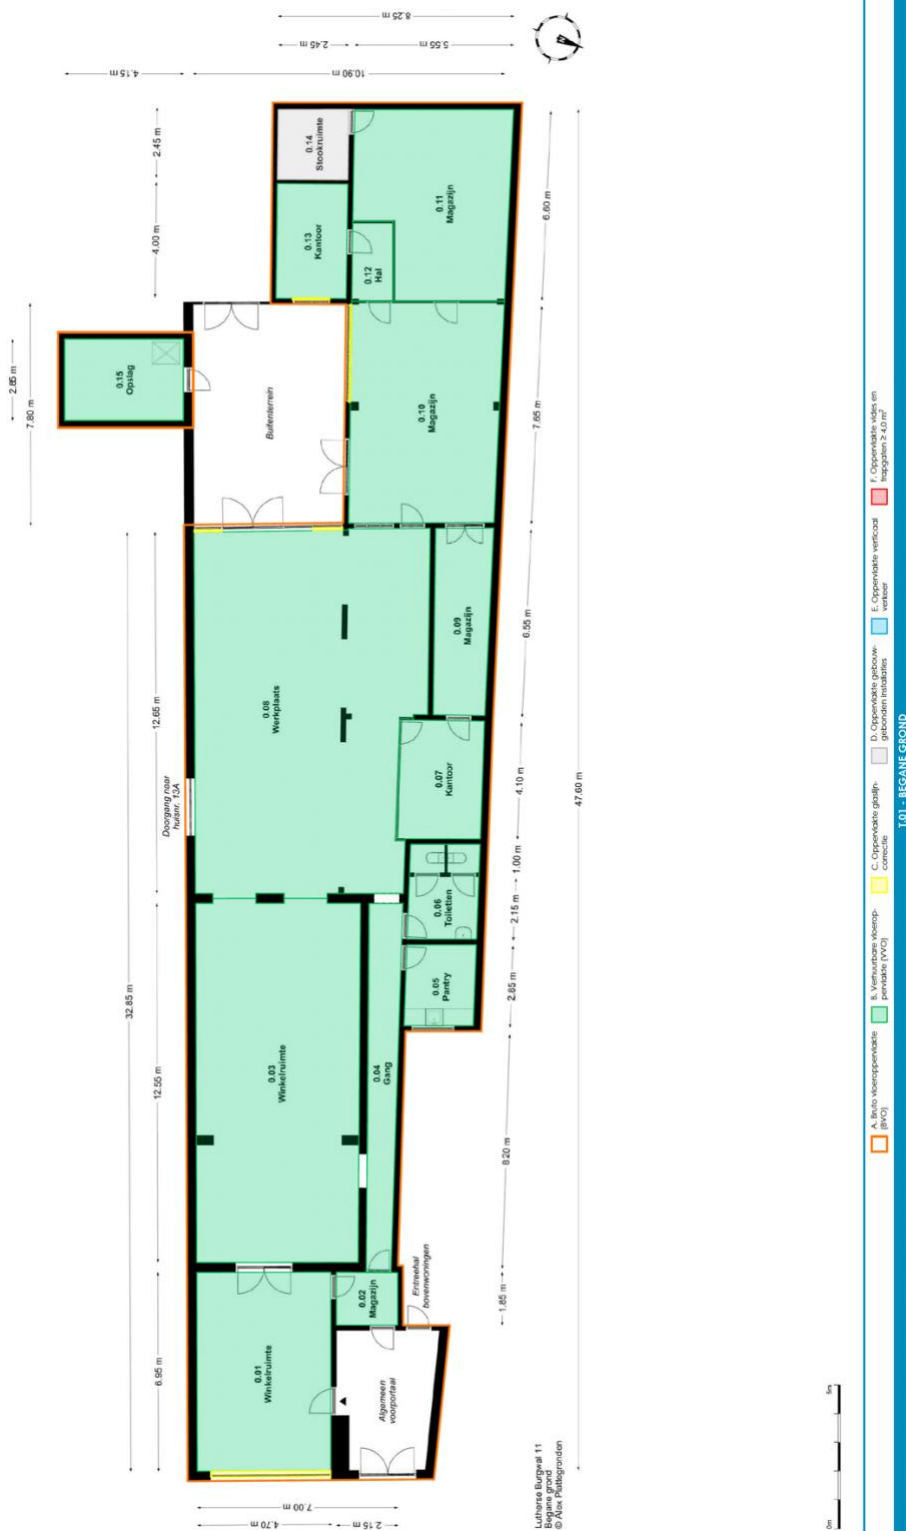 8.25 m
2.45 m
5.55 m
4.15 m
10.90 m
2.45 m
4.00 m
2.85 m
7.80 m
0.14
Stookruimte
0.13
Kantoor
0.12
Hal
0.11
Magazijn
6.60 m
0.15
Opslag
Buitenterrein
0.10
Magazijn
7.65 m
12.65 m
0.08
Werkplaats
0.09
Magazijn
6.55 m
Doorgang naar
huisnr. 13A
0.07
Kantoor
4.10 m
47.60 m
1.00 m
0.06
Toiletten
2.15 m
0.05
Pantry
2.85 m
32.85 m
12.55 m
0.03
Winkelruimte
0.04
Gang
8.20 m
0.02
Magazijn
Entreehal
bovenwoningen
1.85 m
6.95 m
0.01
Winkelruimte
Algemeen
voorportaal
7.00 m
4.70 m
2.15 m
Lutherse Burgwal 11
Begane grond
© Alex Plattegronden
0m
5m
A. Bruto vloeroppervlakte
(BVO)
B. Verhuurbare vloerop-
pervlakte (VVO)
C. Oppervlakte glaslijn-
correctie
D. Oppervlakte gebouw-
gebonden installaties
E. Oppervlakte verticaal
verkeer
F. Oppervlakte vides en
trapgaten ≥ 4,0 m²
T.01 - BEGANE GROND